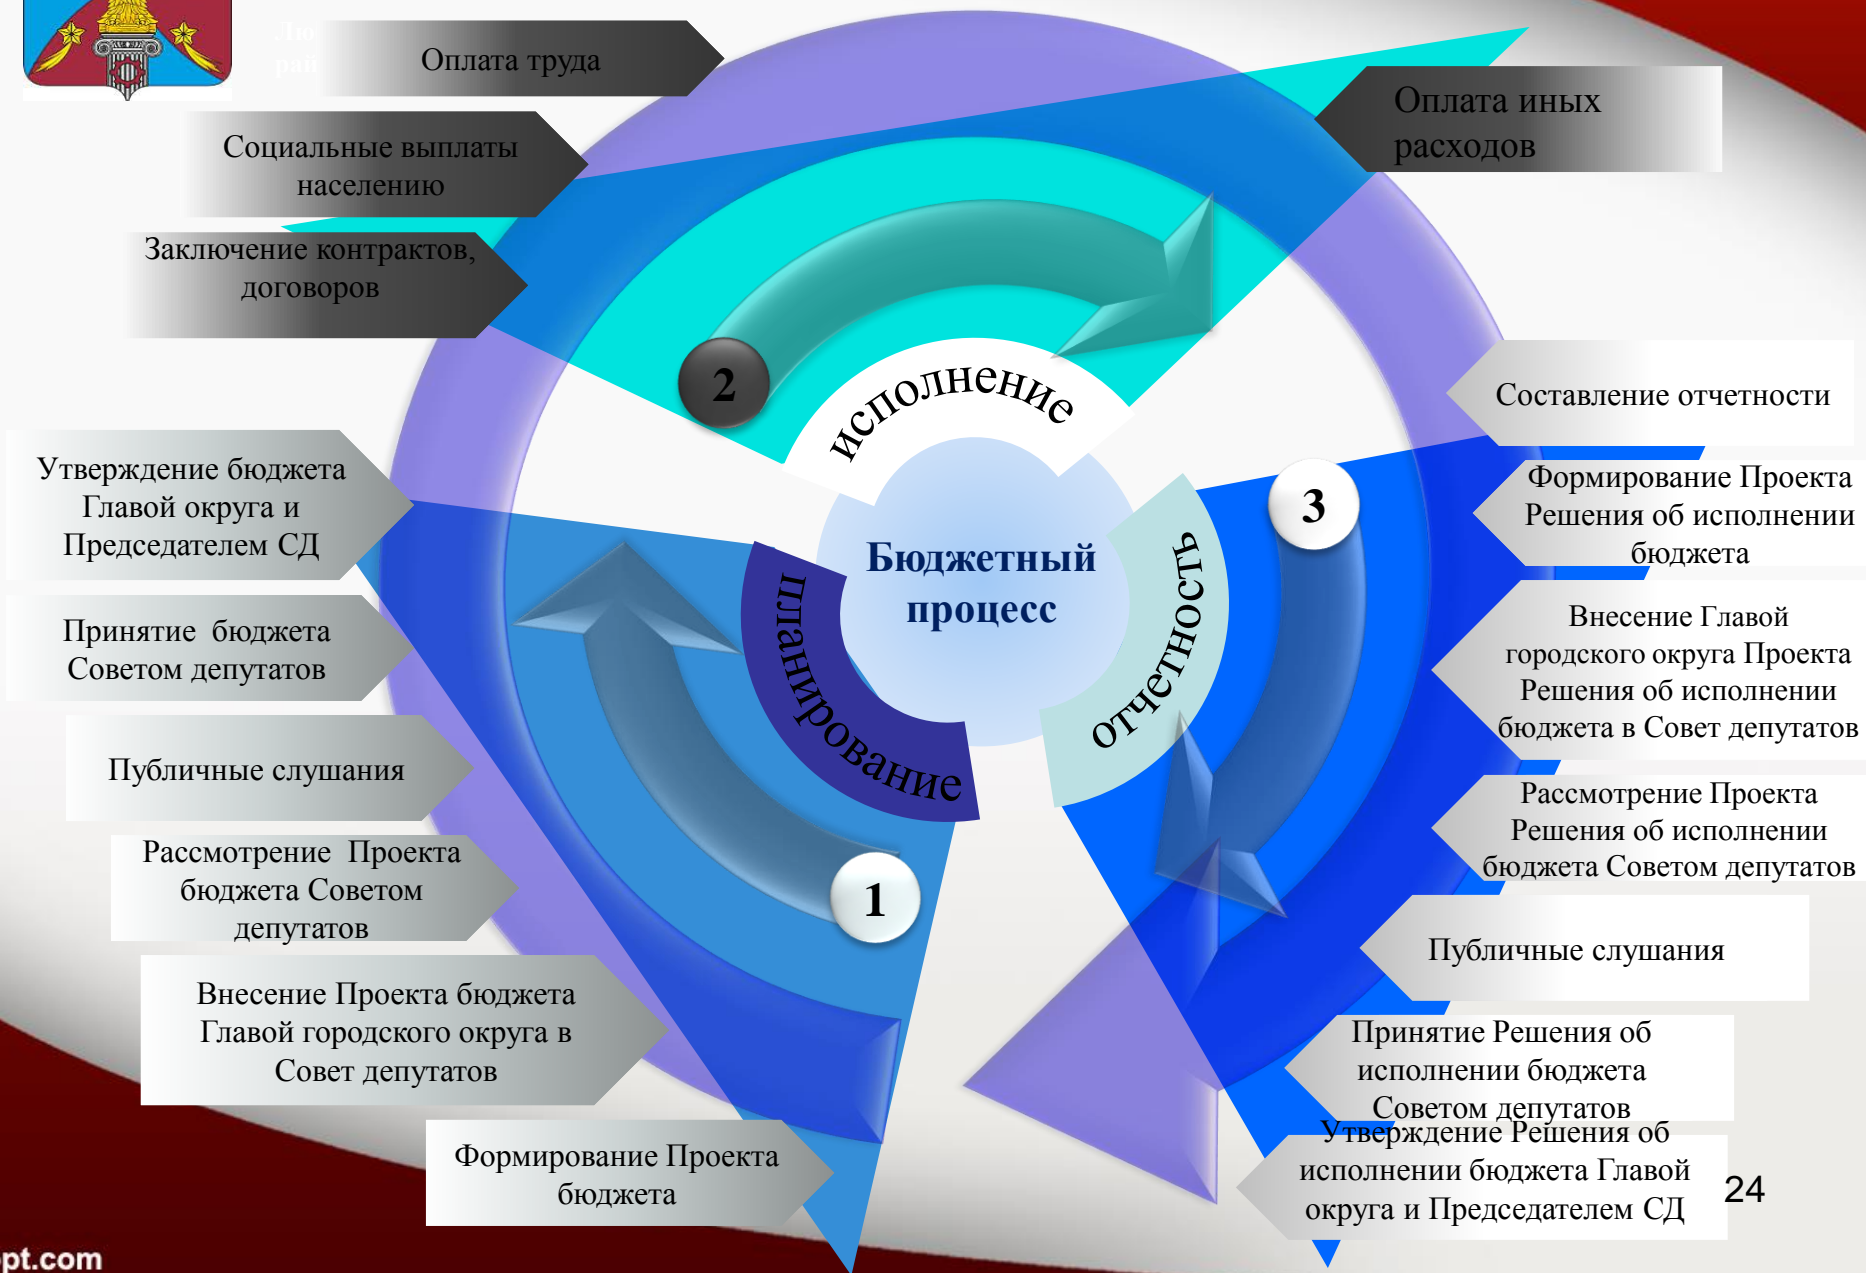 Оплата труда
Социальные выплаты
населению
Заключение контрактов,
договоров
Оплата иных
расходов
2
исполнение
Бюджетный
процесс
планирование
1
отчетность
3
Утверждение бюджета
Главой округа и
Председателем СД
Принятие бюджета
Советом депутатов
Публичные слушания
Рассмотрение Проекта
бюджета Советом
депутатов
Внесение Проекта бюджета
Главой городского округа в
Совет депутатов
Формирование Проекта
бюджета
Составление отчетности
Формирование Проекта
Решения об исполнении
бюджета
Внесение Главой
городского округа Проекта
Решения об исполнении
бюджета в Совет депутатов
Рассмотрение Проекта
Решения об исполнении
бюджета Советом депутатов
Публичные слушания
Принятие Решения об
исполнении бюджета
Советом депутатов
Утверждение Решения об
исполнении бюджета Главой
округа и Председателем СД
24
pt.com